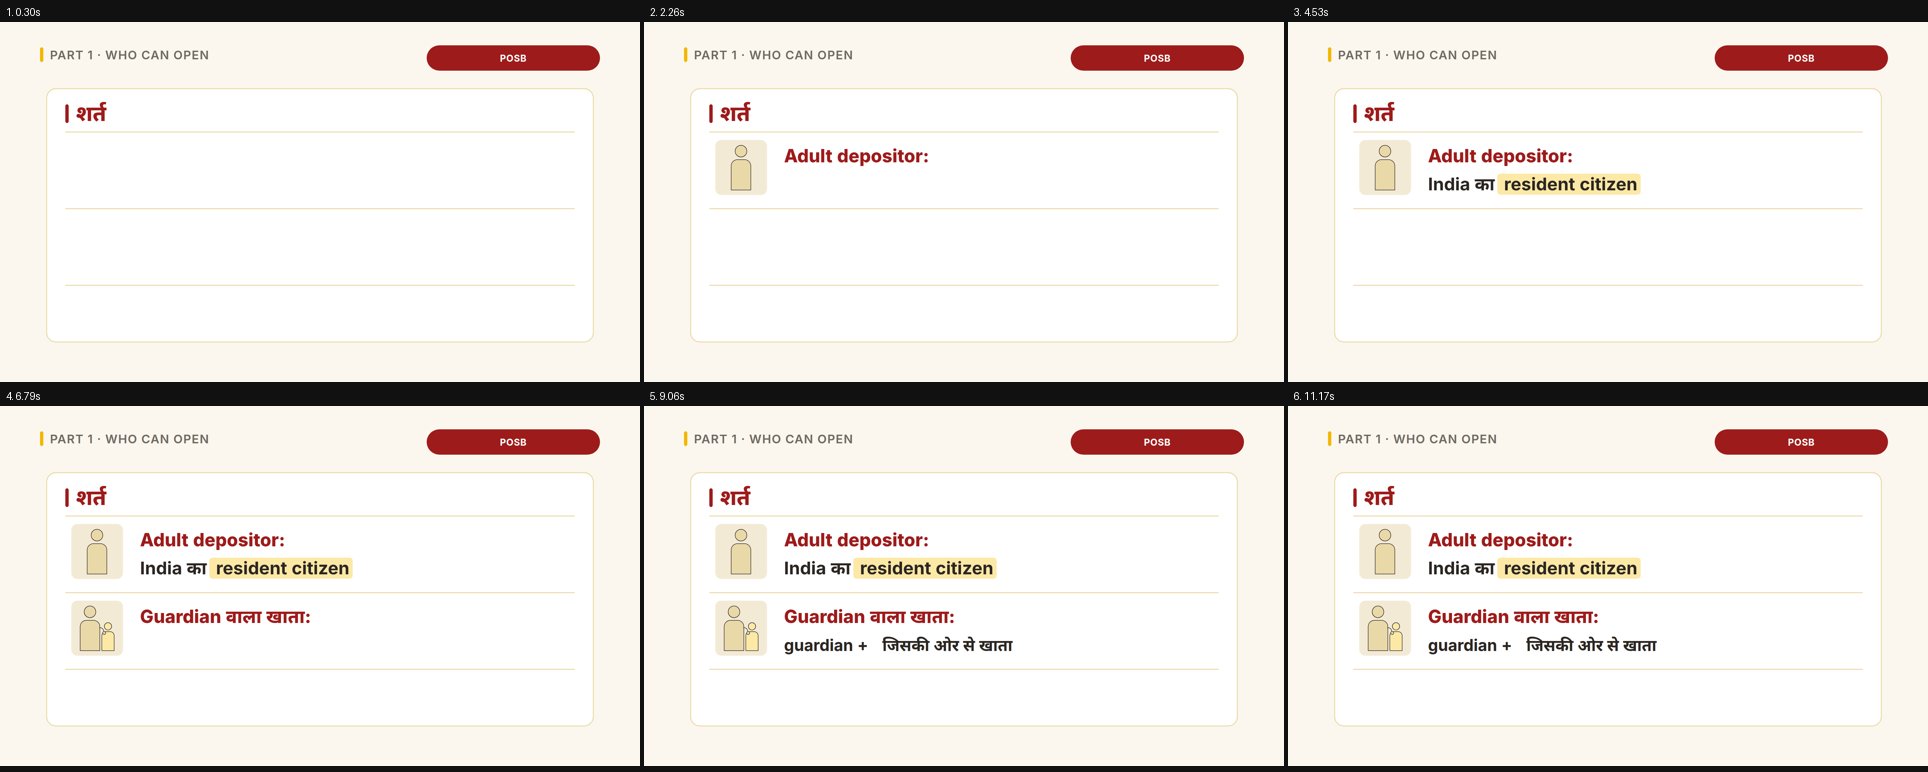 1. 0.30s
PART 1 · WHO CAN OPEN
POSB
शर्त
2. 2.26s
PART 1 · WHO CAN OPEN
POSB
शर्त
Adult depositor:
3. 4.53s
PART 1 · WHO CAN OPEN
POSB
शर्त
Adult depositor:
India का resident citizen
4. 6.79s
PART 1 · WHO CAN OPEN
POSB
शर्त
Adult depositor:
India का resident citizen
Guardian वाला खाता:
5. 9.06s
PART 1 · WHO CAN OPEN
POSB
शर्त
Adult depositor:
India का resident citizen
Guardian वाला खाता:
guardian + जिसकी ओर से खाता
6. 11.17s
PART 1 · WHO CAN OPEN
POSB
शर्त
Adult depositor:
India का resident citizen
Guardian वाला खाता:
guardian + जिसकी ओर से खाता